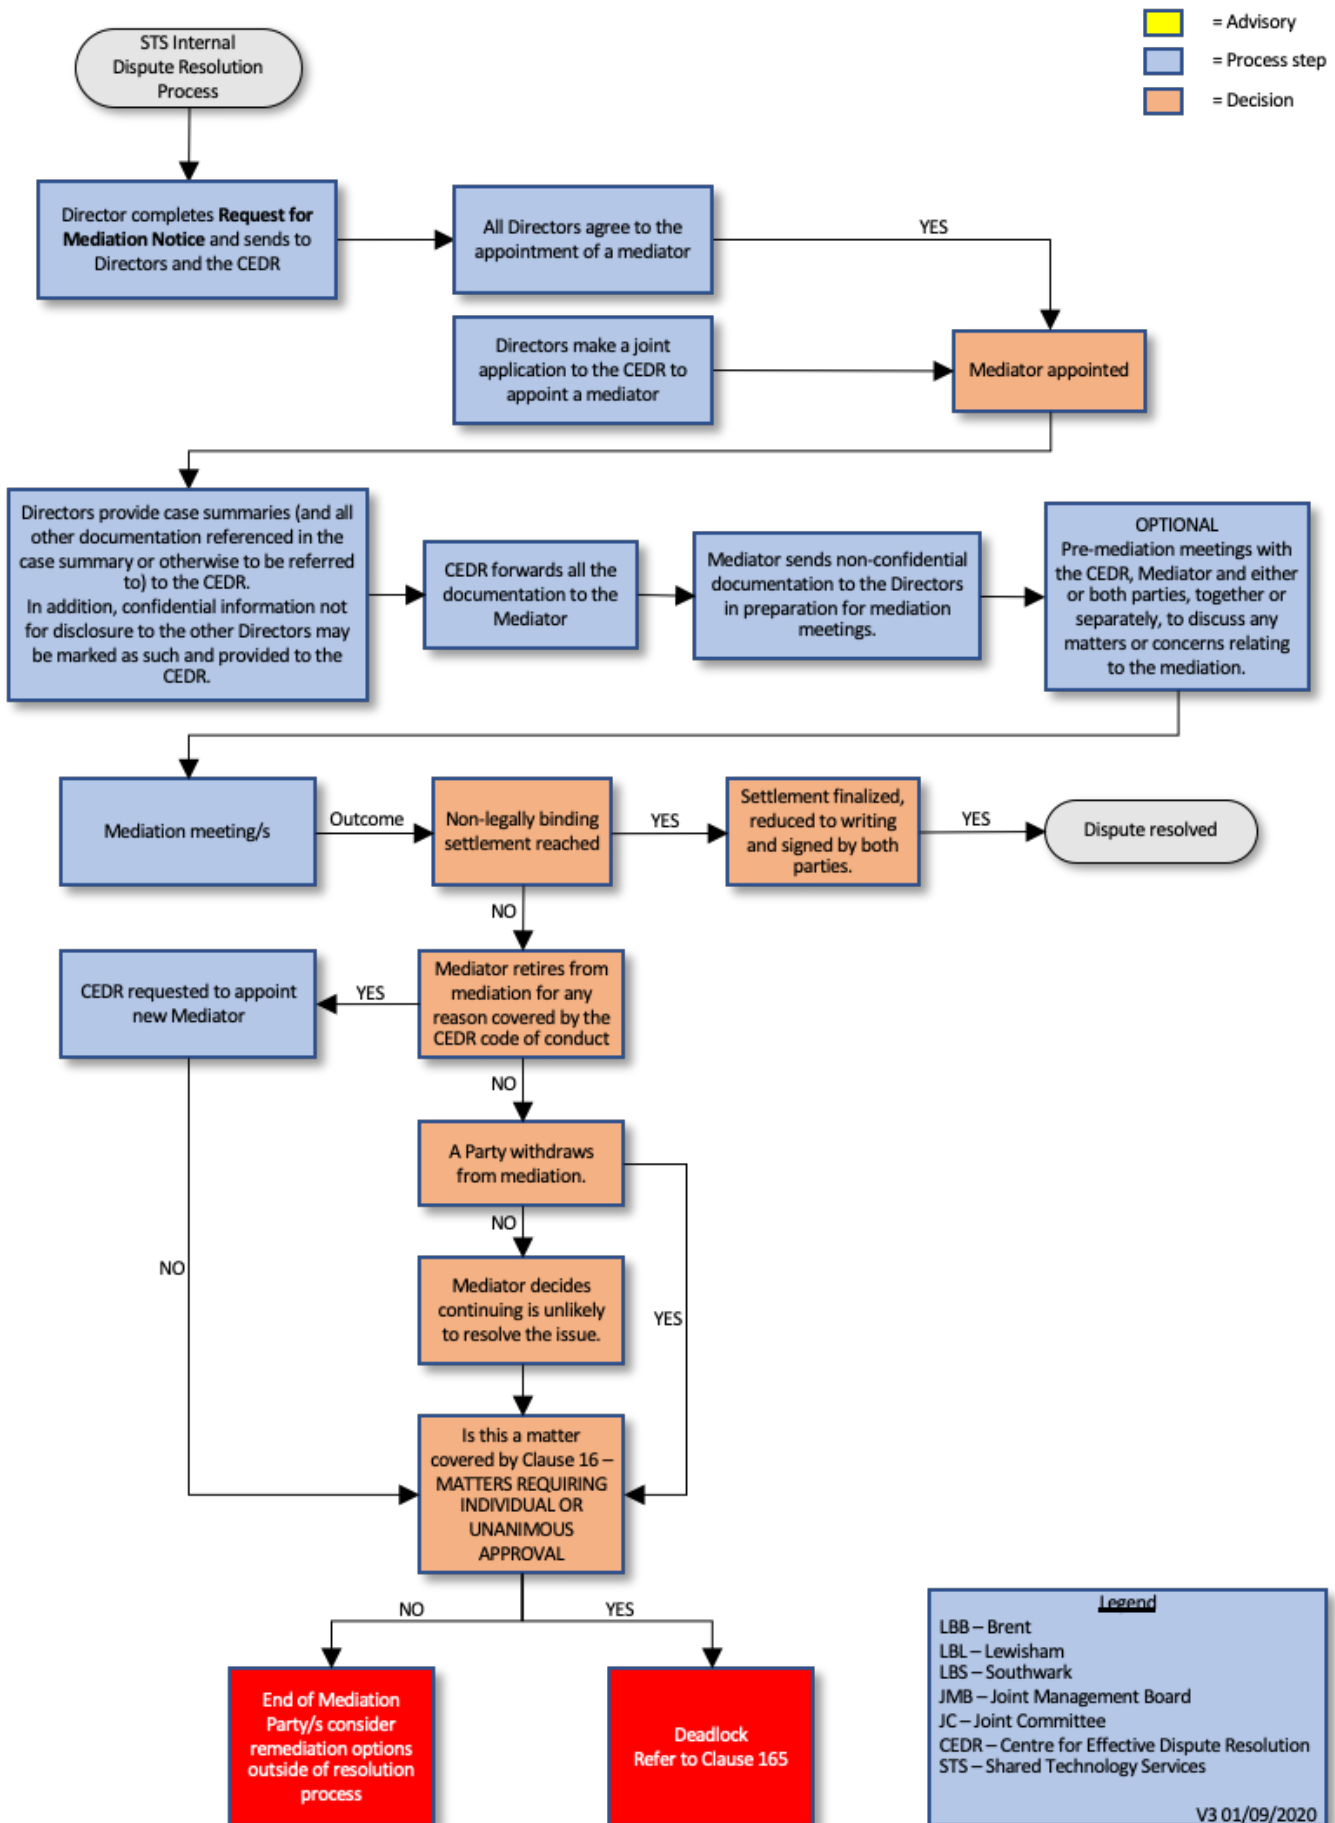 = Advisory
= Process step
= Decision
STS Internal
Dispute Resolution
Process
Director completes Request for
Mediation Notice and sends to
Directors and the CEDR
All Directors agree to the
appointment of a mediator
YES
Directors make a joint
application to the CEDR to
appoint a mediator
Mediator appointed
Directors provide case summaries (and all
other documentation referenced in the
case summary or otherwise to be referred
to) to the CEDR.
In addition, confidential information not
for disclosure to the other Directors may
be marked as such and provided to the
CEDR.
CEDR forwards all the
documentation to the
Mediator
Mediator sends non-confidential
documentation to the Directors
in preparation for mediation
meetings.
OPTIONAL
Pre-mediation meetings with
the CEDR, Mediator and either
or both parties, together or
separately, to discuss any
matters or concerns relating
to the mediation.
Mediation meeting/s
Outcome
Non-legally binding
settlement reached
YES
Settlement finalized,
reduced to writing
and signed by both
parties.
YES
Dispute resolved
NO
CEDR requested to appoint
new Mediator
YES
Mediator retires from
mediation for any
reason covered by the
CEDR code of conduct
NO
A Party withdraws
from mediation.
NO
NO
Mediator decides
continuing is unlikely
to resolve the issue.
YES
Is this a matter
covered by Clause 16 –
MATTERS REQUIRING
INDIVIDUAL OR
UNANIMOUS
APPROVAL
NO
YES
End of Mediation
Party/s consider
remediation options
outside of resolution
process
Deadlock
Refer to Clause 165
Legend
LBB – Brent
LBL – Lewisham
LBS – Southwark
JMB – Joint Management Board
JC – Joint Committee
CEDR – Centre for Effective Dispute Resolution
STS – Shared Technology Services
V3 01/09/2020